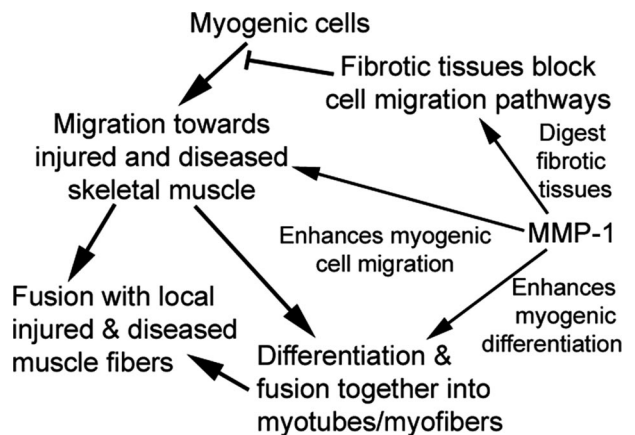 Myogenic cells
Fibrotic tissues block
cell migration pathways
Migration towards
injured and diseased
skeletal muscle
Digest
fibrotic
tissues
MMP-1
Enhances myogenic
cell migration
Enhances
myogenic
differentiation
Fusion with local
injured & diseased
muscle fibers
Differentiation &
fusion together into
myotubes/myofibers